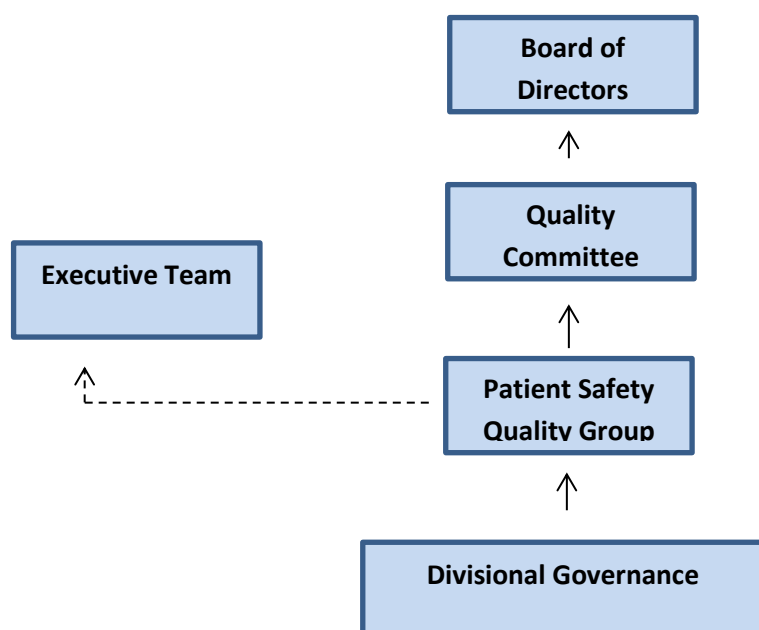 Board of
Directors
Quality
Committee
Executive Team
Patient Safety
Quality Group
Divisional Governance